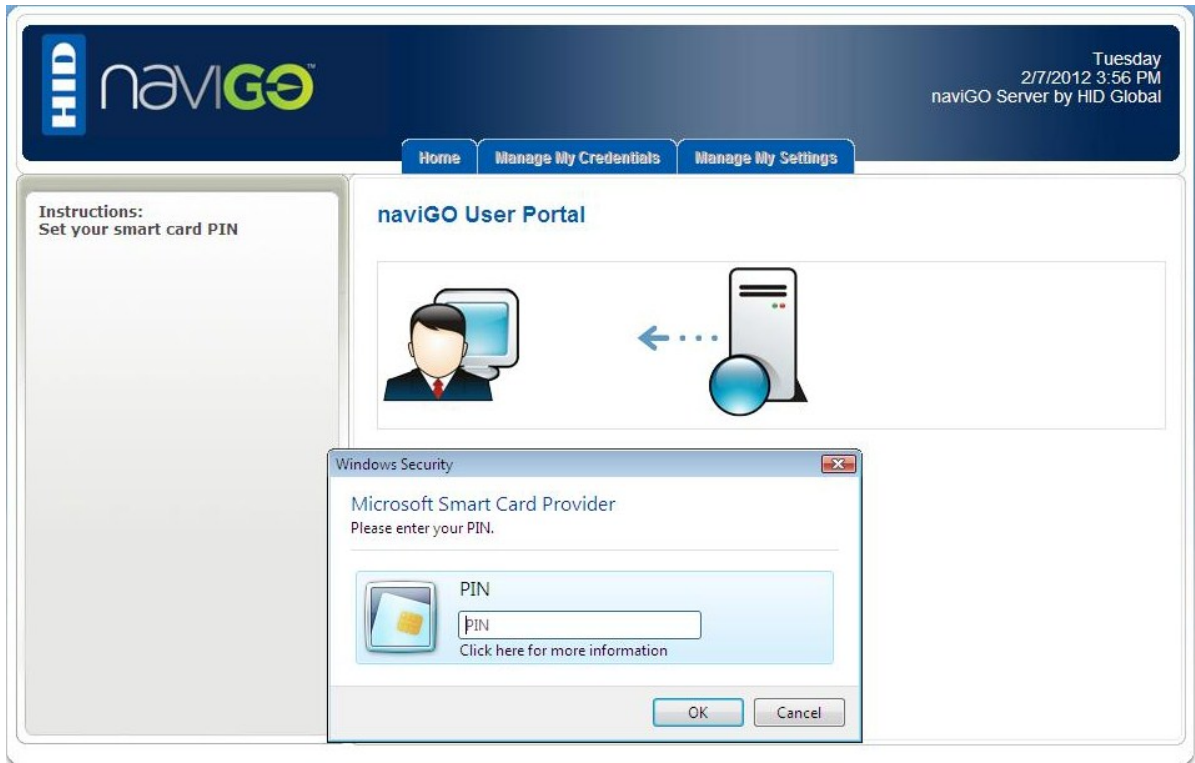 HID naviGO™
Tuesday
2/7/2012 3:56 PM
naviGO Server by HID Global
Home Manage My Credentials Manage My Settings
Instructions:
Set your smart card PIN
naviGO User Portal
Windows Security
Microsoft Smart Card Provider
Please enter your PIN.
PIN
PIN
Click here for more information
OK Cancel